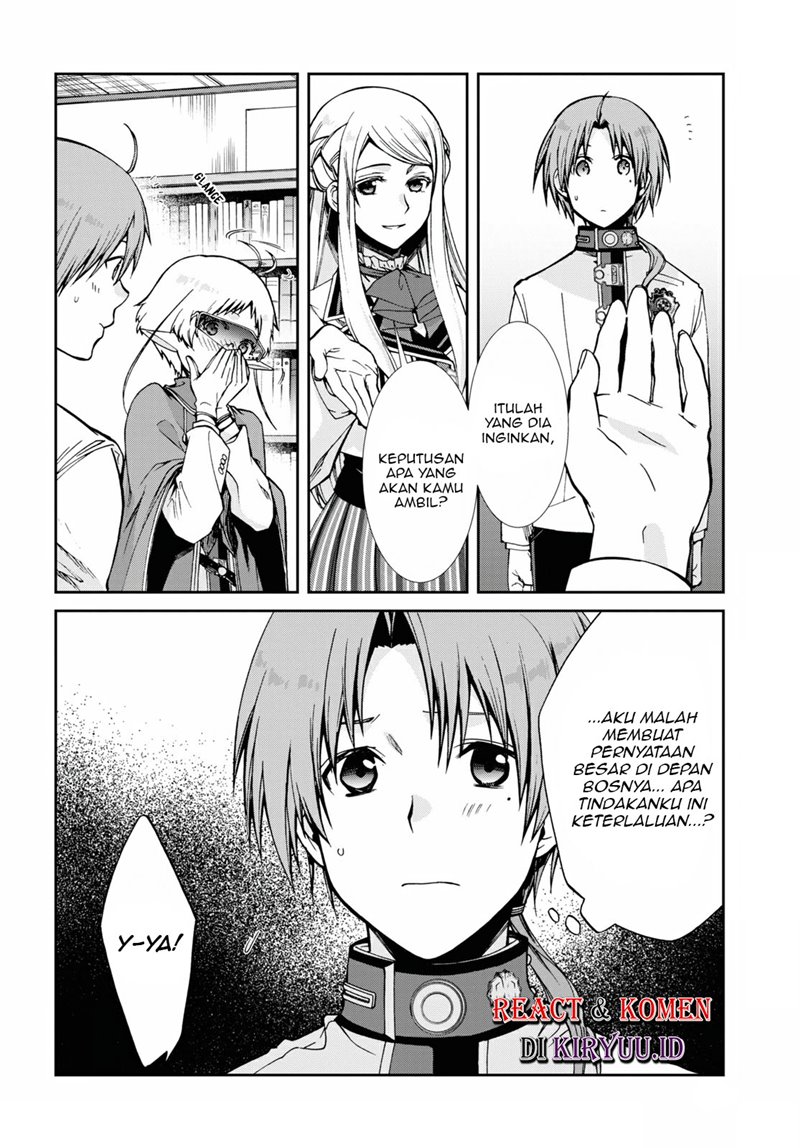 ITULAH
YANG DIA
INGINKAN,
KEPUTUSAN
APA YANG
AKAN KAMU
AMBIL?
GLANCE
...AKU MALAH
MEMBUAT
PERNYATAAN
BESAR DI DEPAN
BOSNYA... APA
TINDAKANKU INI
KETERLALUAN...?
Y-YA!
REACT & KOMEN
DI KIRYUU.ID